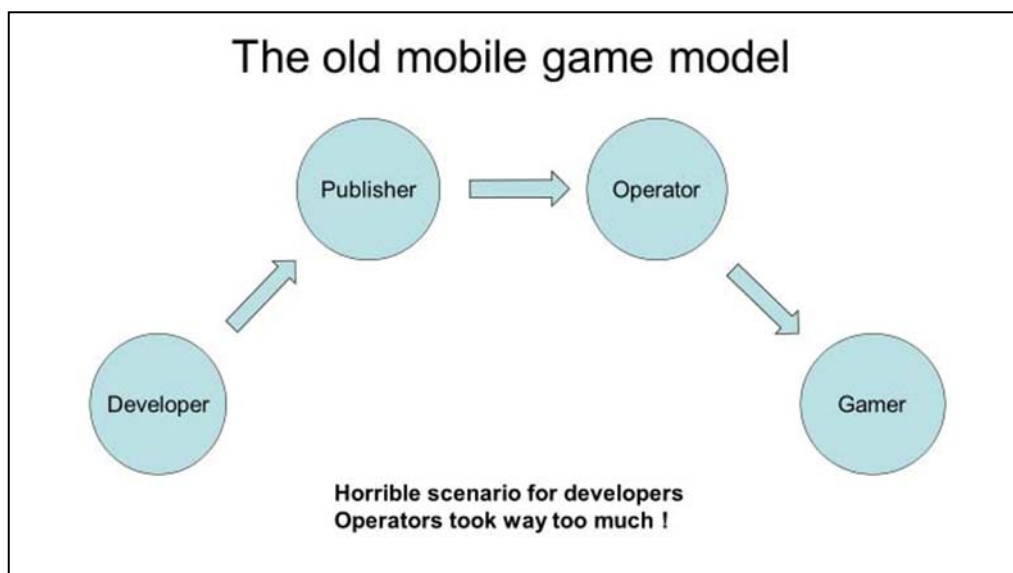 The old mobile game model
Publisher
Operator
Developer
Gamer
Horrible scenario for developers
Operators took way too much !